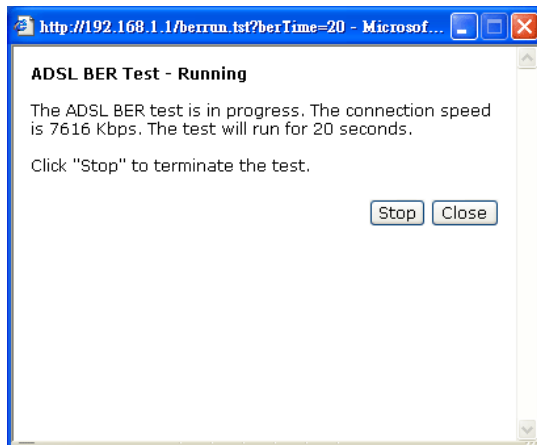 http://192.168.1.1/berrun.tst?berTime=20 - Microsof...
ADSL BER Test - Running
The ADSL BER test is in progress. The connection speed
is 7616 Kbps. The test will run for 20 seconds.
Click "Stop" to terminate the test.
Stop Close